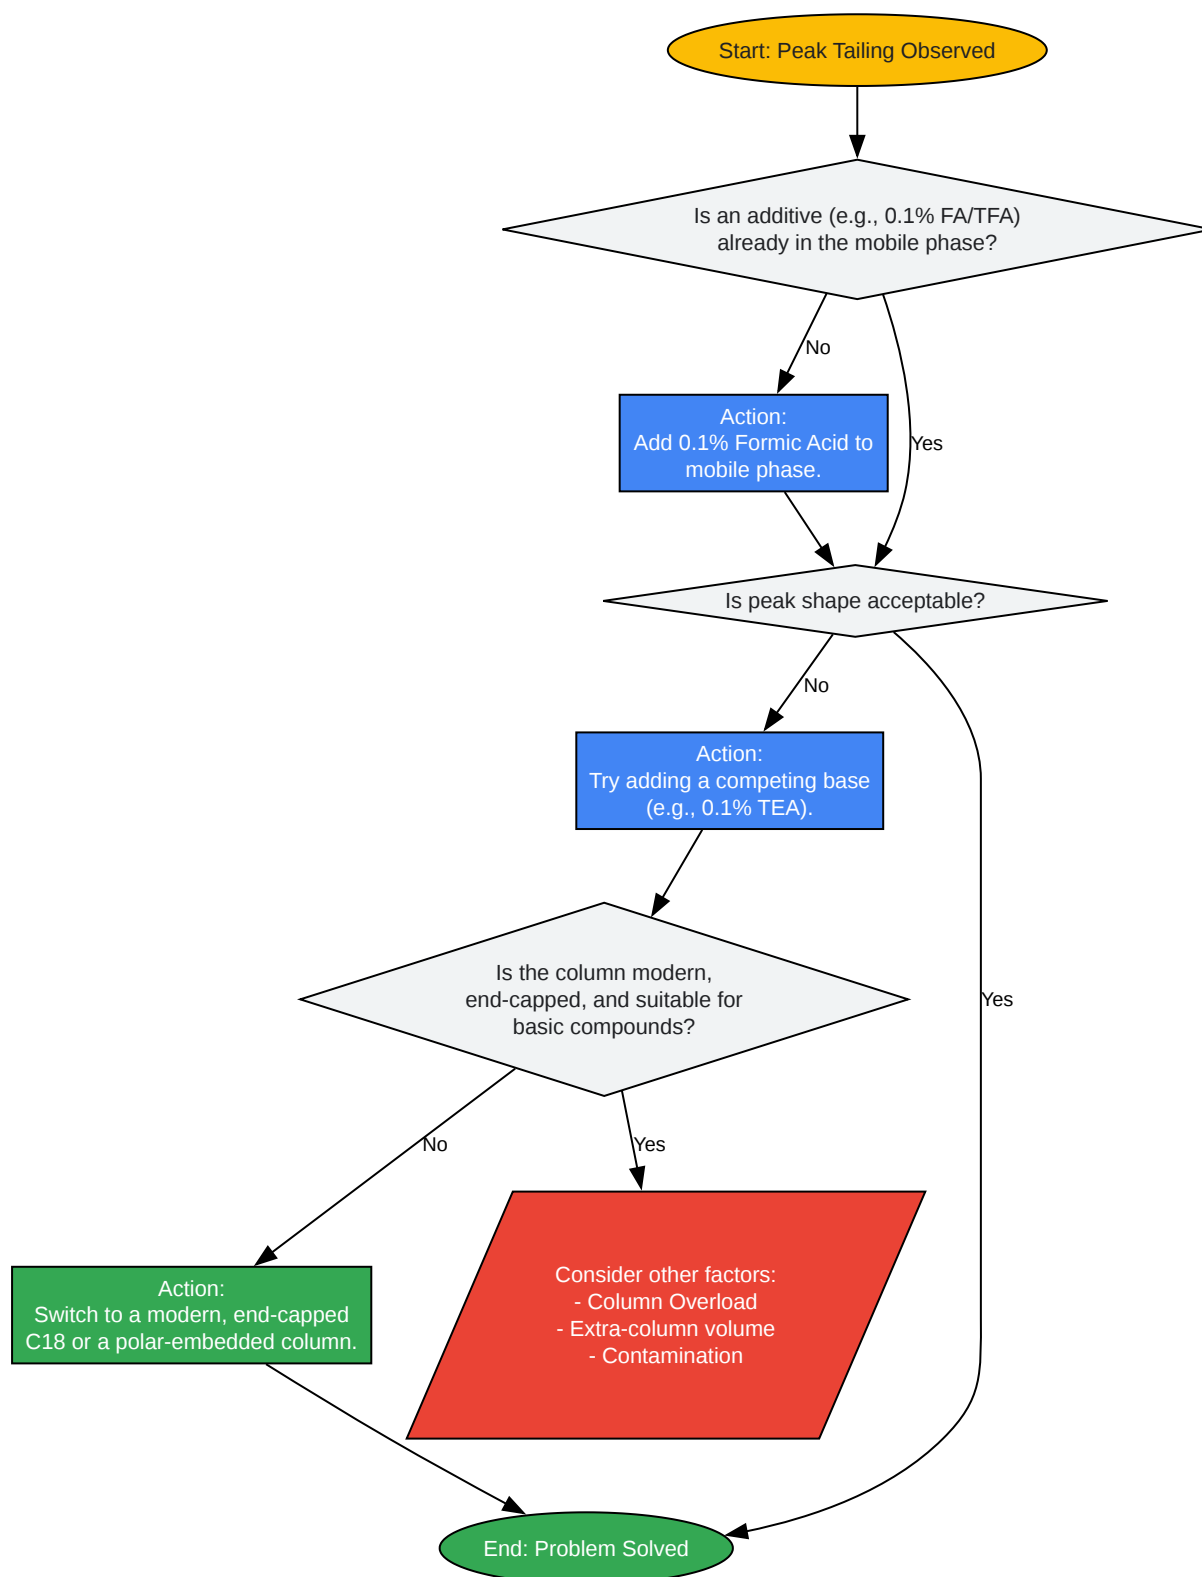 Start: Peak Tailing Observed
Is an additive (e.g., 0.1% FA/TFA)
already in the mobile phase?
No
Action:
Add 0.1% Formic Acid to
mobile phase.
Yes
Is peak shape acceptable?
No
Action:
Try adding a competing base
(e.g., 0.1% TEA).
Is the column modern,
end-capped, and suitable for
basic compounds?
Yes
No
Yes
Consider other factors:
- Column Overload
- Extra-column volume
- Contamination
Action:
Switch to a modern, end-capped
C18 or a polar-embedded column.
End: Problem Solved